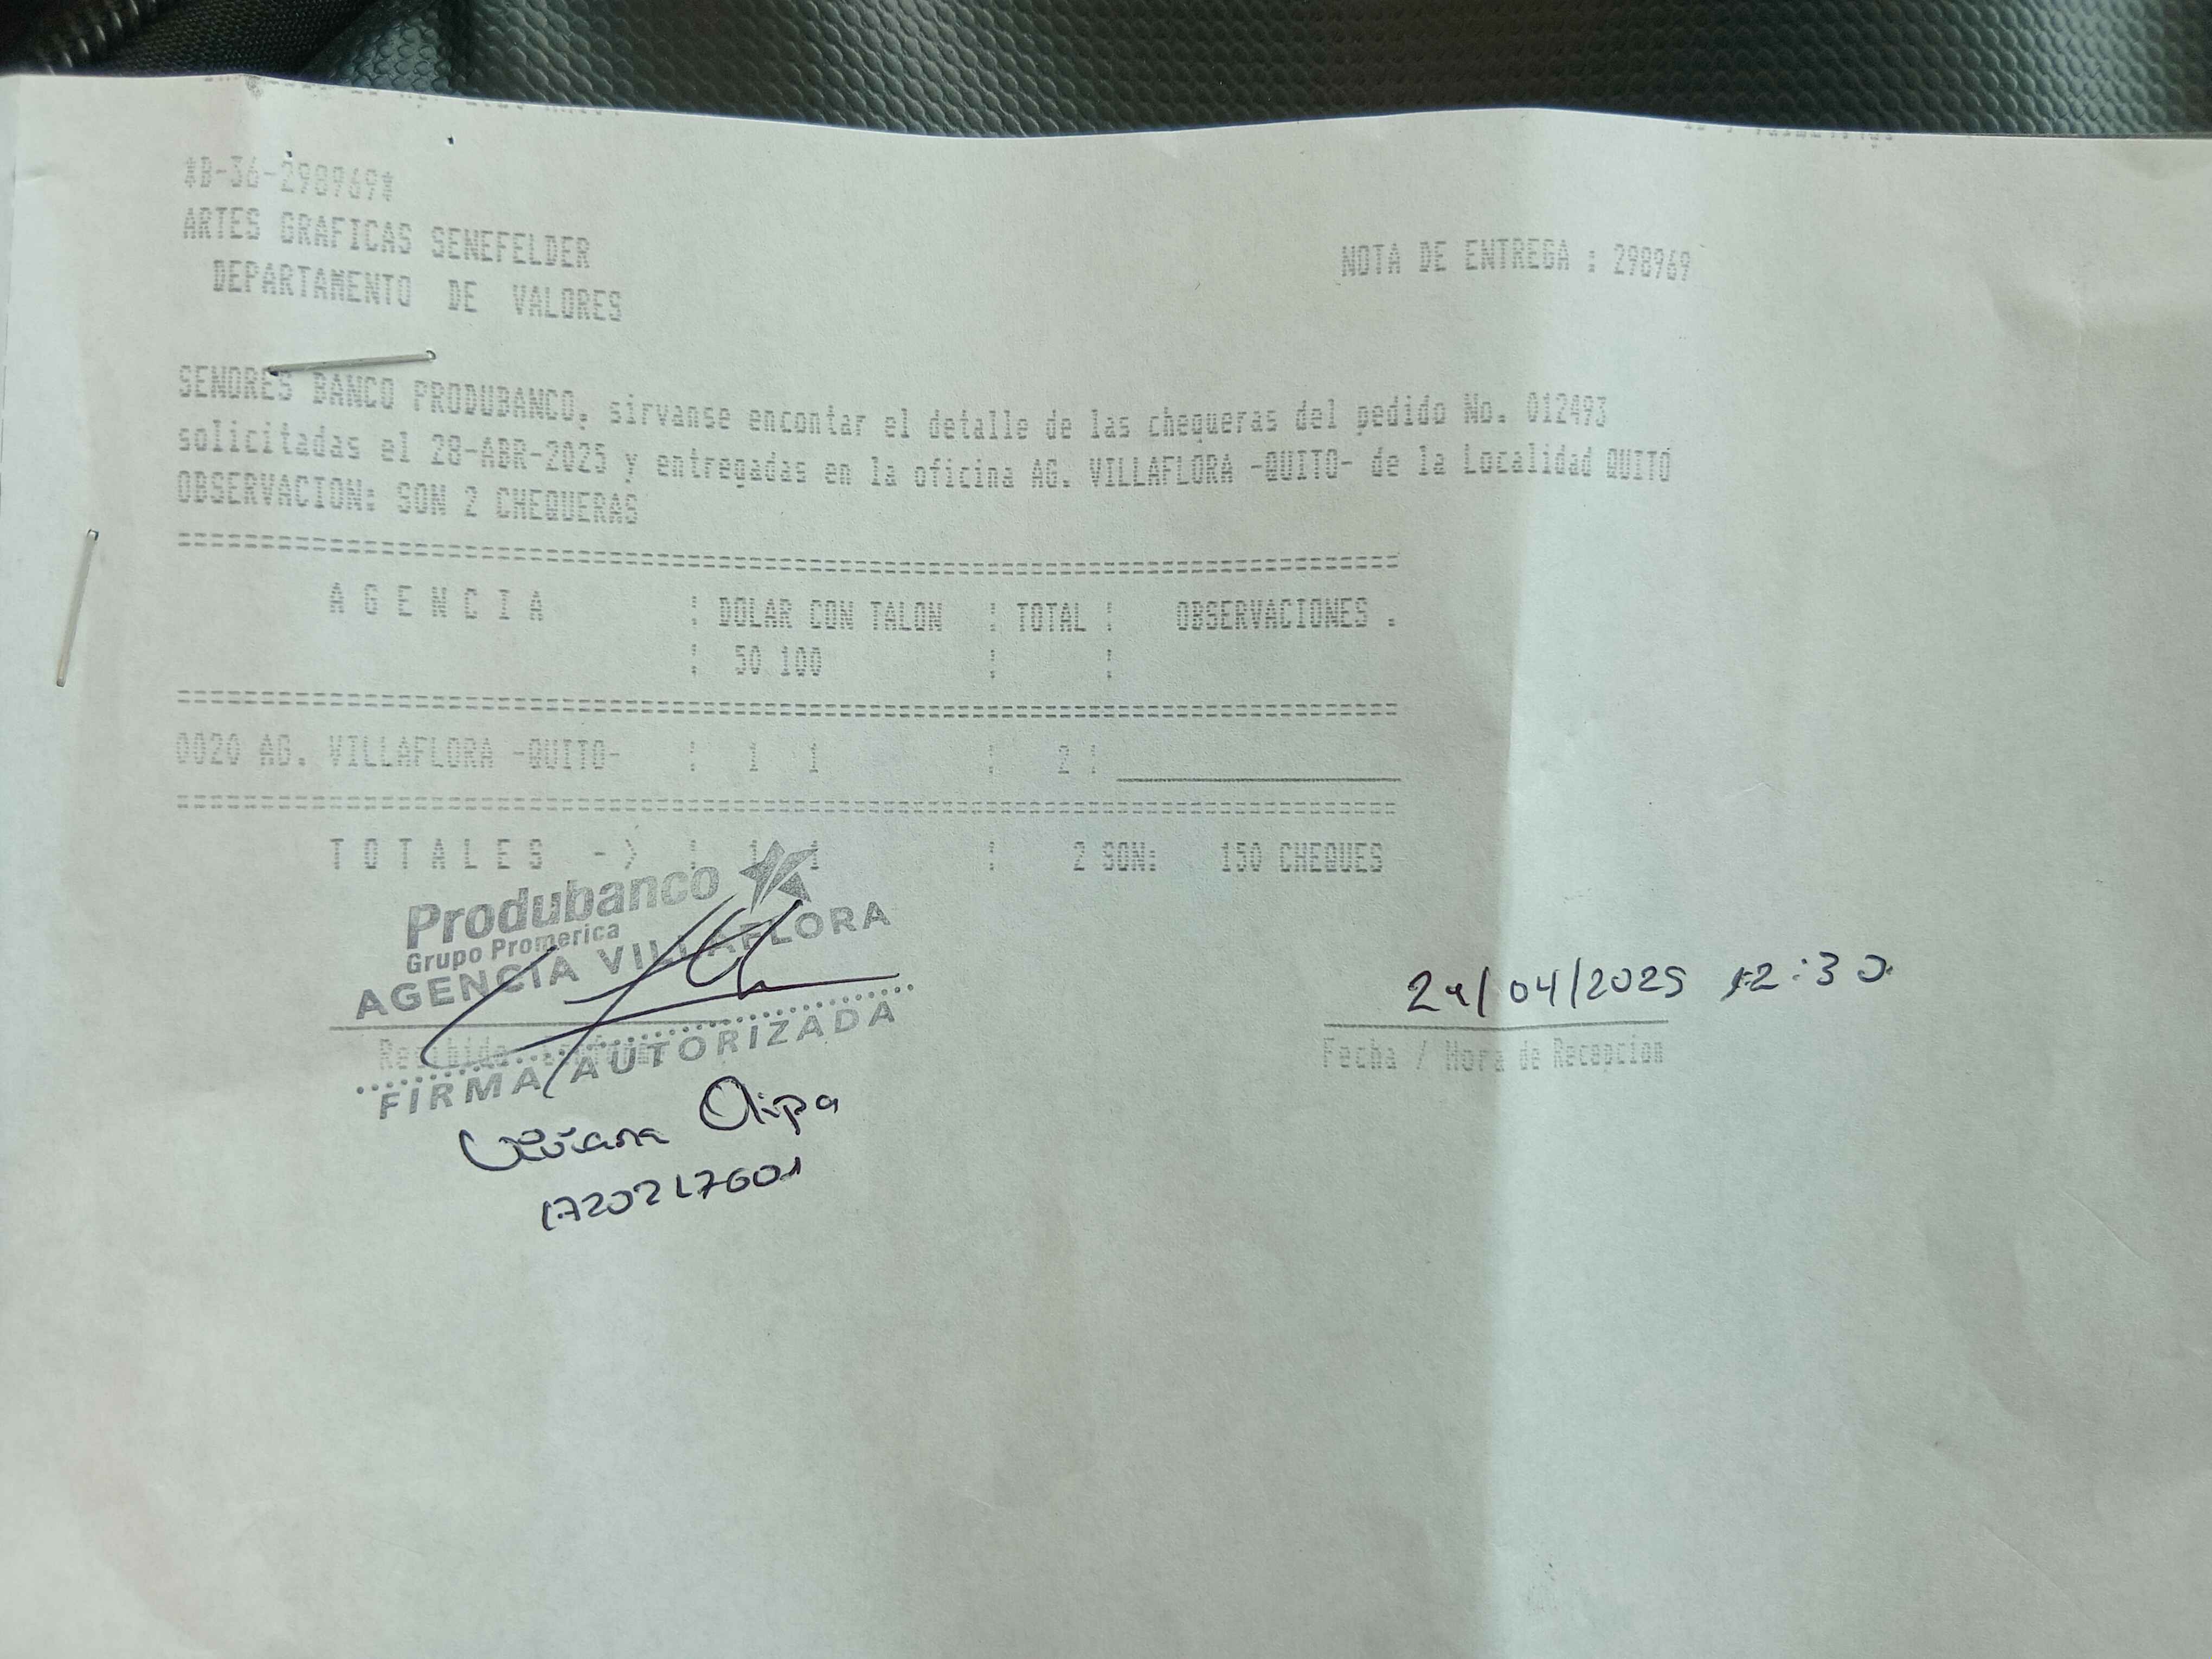 *D-36-298969*
ARTES GRAFICAS SENEFELDER
DEPARTAMENTO DE VALORES
NOTA DE ENTREGA : 298969
SENORES BANCO PRODUBANCO, sirvanse encontar el detalle de las chequeras del pedido No. 012493
solicitadas el 28-ABR-2025 y entregadas en la oficina AG. VILLAFLORA -QUITO- de la Localidad QUITO
OBSERVACION: SON 2 CHEQUERAS
A G E N C I A : DOLAR CON TALON : TOTAL : OBSERVACIONES .
: 50 100 : :
0020 AG. VILLAFLORA -QUITO- : 1 1 : 2 :
T O T A L E S -> : 1 1 : 2 SON: 150 CHEQUES
Produbanco
Grupo Promerica
AGENCIA VILLAFLORA
FIRMA AUTORIZADA
Olipa
1720217601
29/04/2025 12:30
Fecha / Hora de Recepcion